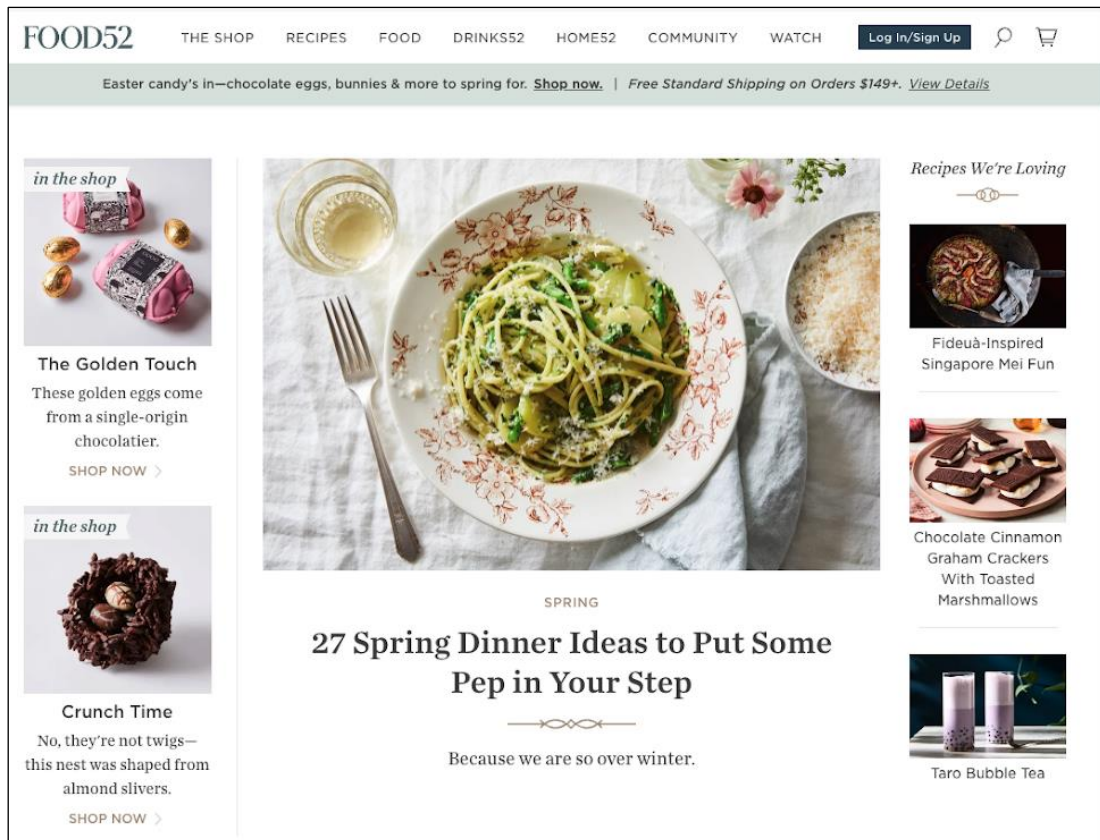 FOOD52
THE SHOP RECIPES FOOD DRINKS52 HOME52 COMMUNITY WATCH Log In/Sign Up
Easter candy's in—chocolate eggs, bunnies & more to spring for. Shop now. | Free Standard Shipping on Orders $149+. View Details
in the shop
The Golden Touch
These golden eggs come
from a single-origin
chocolatier.
SHOP NOW
in the shop
Crunch Time
No, they're not twigs—
this nest was shaped from
almond slivers.
SHOP NOW
SPRING
27 Spring Dinner Ideas to Put Some
Pep in Your Step
Because we are so over winter.
Recipes We're Loving
Fideuà-Inspired
Singapore Mei Fun
Chocolate Cinnamon
Graham Crackers
With Toasted
Marshmallows
Taro Bubble Tea